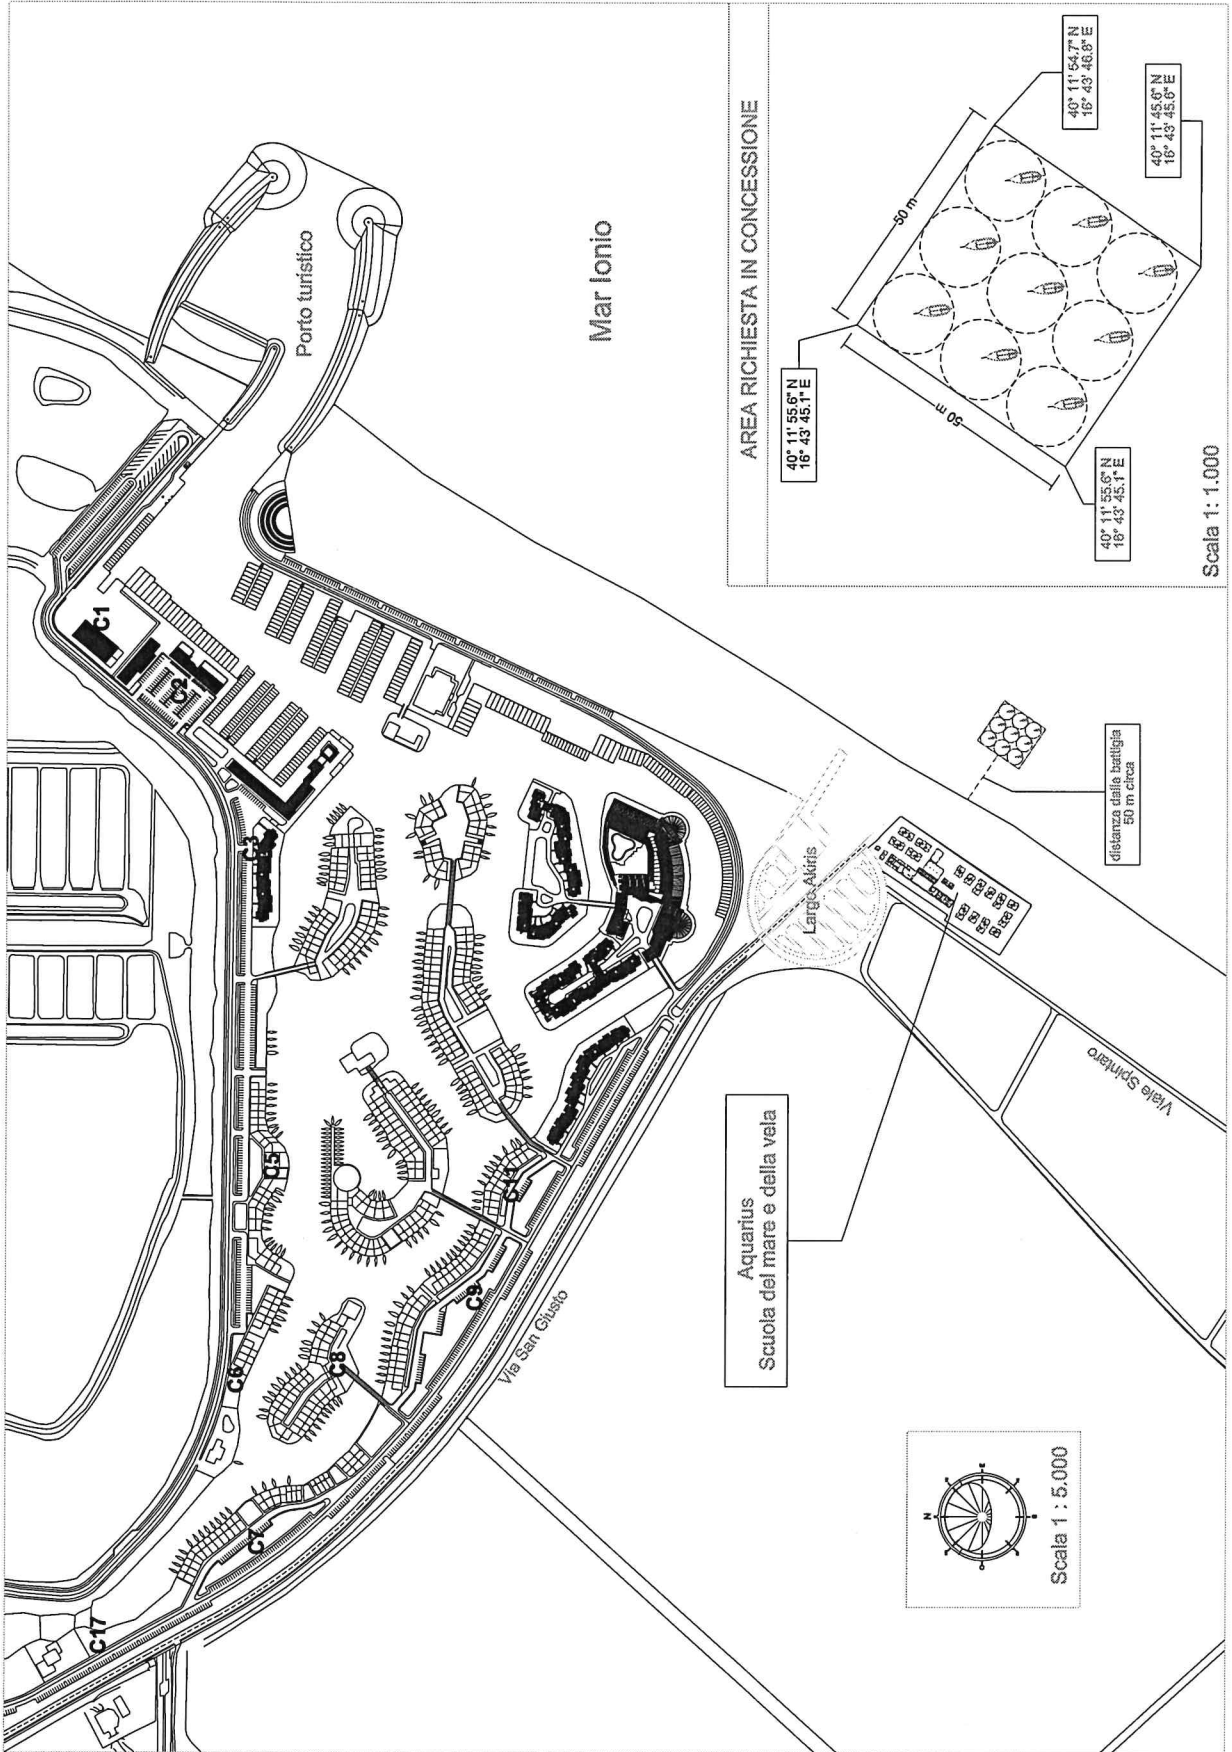 Porto turistico
Mar Ionio
C1
C2
C3
C5
C6
C7
C8
C9
C11
C17
Via San Giusto
Largo Akiris
Viale Spintaro
Aquarius
Scuola del mare e della vela
distanza dalla battigia
50 m circa
N
Scala 1 : 5.000
AREA RICHIESTA IN CONCESSIONE
40° 11' 55.6" N
16° 43' 45.1" E
50 m
40° 11' 54.7" N
16° 43' 46.8" E
50 m
40° 11' 55.6" N
16° 43' 45.1" E
40° 11' 45.6" N
16° 43' 45.6" E
Scala 1: 1.000